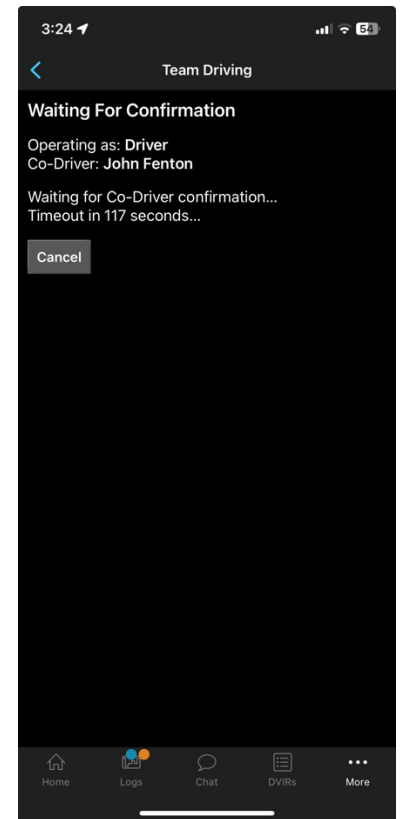 3:24
54
Team Driving
Waiting For Confirmation
Operating as: Driver
Co-Driver: John Fenton
Waiting for Co-Driver confirmation...
Timeout in 117 seconds...
Cancel
Home Logs Chat DVIRs More